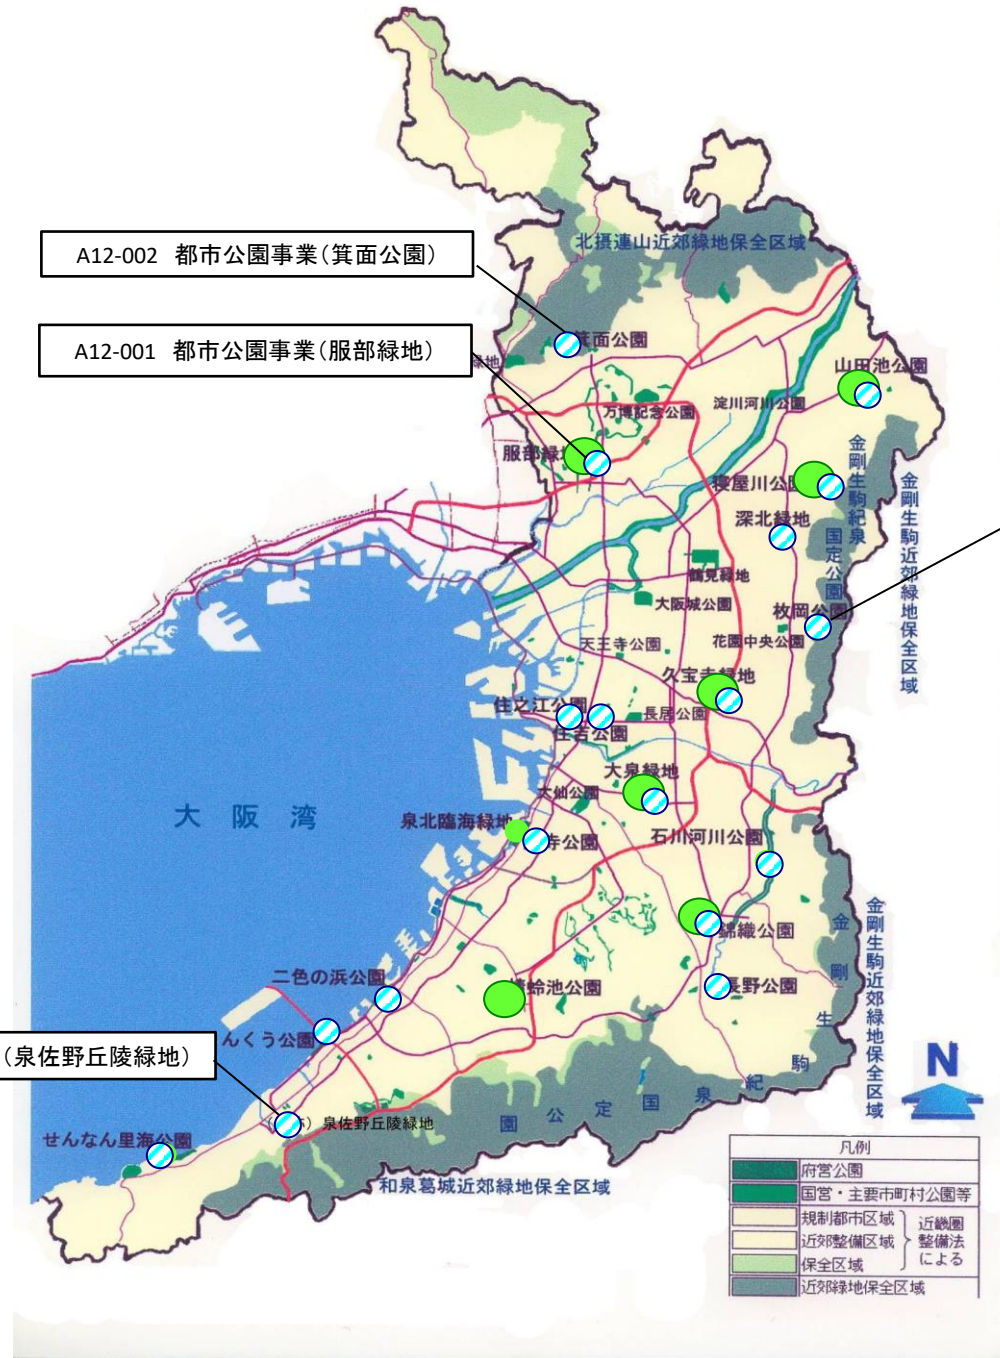 北摂連山近郊緑地保全区域
A12-002 都市公園事業(箕面公園)
A12-001 都市公園事業(服部緑地)
箕面公園
緑地
山田池公園
万博記念公園
淀川河川公園
服部緑地
寝屋川公園
金剛生駒紀泉
国定公園
金剛生駒近郊緑地保全区域
深北緑地
鶴見緑地
大阪城公園
枚岡公園
天王寺公園
花園中央公園
久宝寺緑地
住之江公園
長居公園
住吉公園
大泉緑地
大仙公園
大阪湾
泉北臨海緑地
寺公園
石川河川公園
錦織公園
金剛生駒近郊緑地保全区域
二色の浜公園
蜻蛉池公園
長野公園
んくう公園
(泉佐野丘陵緑地)
金剛生駒紀泉国定公園
泉佐野丘陵緑地
せんなん里海公園
和泉葛城近郊緑地保全区域
N
凡例
府営公園
国営・主要市町村公園等
規制都市区域
近郊整備区域
保全区域
近畿圏
整備法
による
近郊緑地保全区域